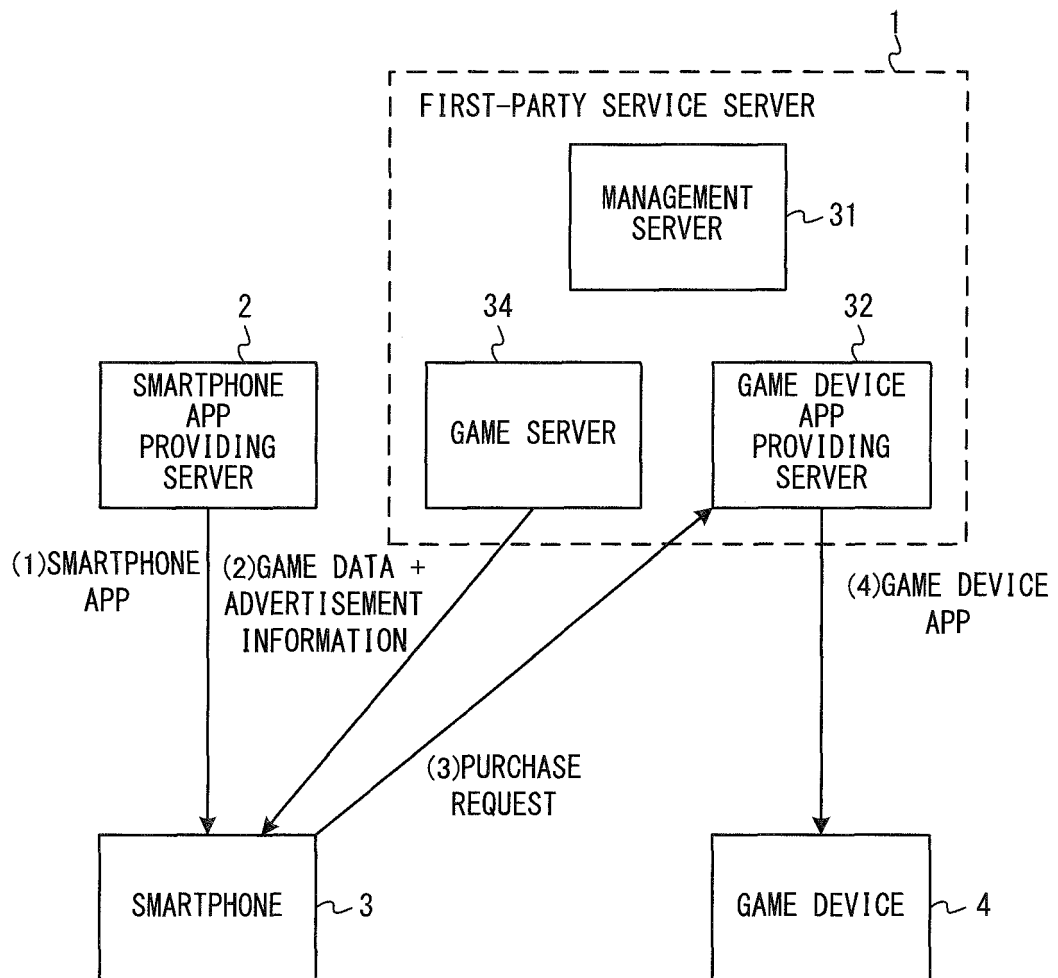 1
FIRST-PARTY SERVICE SERVER
MANAGEMENT
SERVER
31
2
34
32
SMARTPHONE
APP
PROVIDING
SERVER
GAME SERVER
GAME DEVICE
APP
PROVIDING
SERVER
(1)SMARTPHONE
APP
(2)GAME DATA +
ADVERTISEMENT
INFORMATION
(4)GAME DEVICE
APP
(3)PURCHASE
REQUEST
SMARTPHONE
3
GAME DEVICE
4